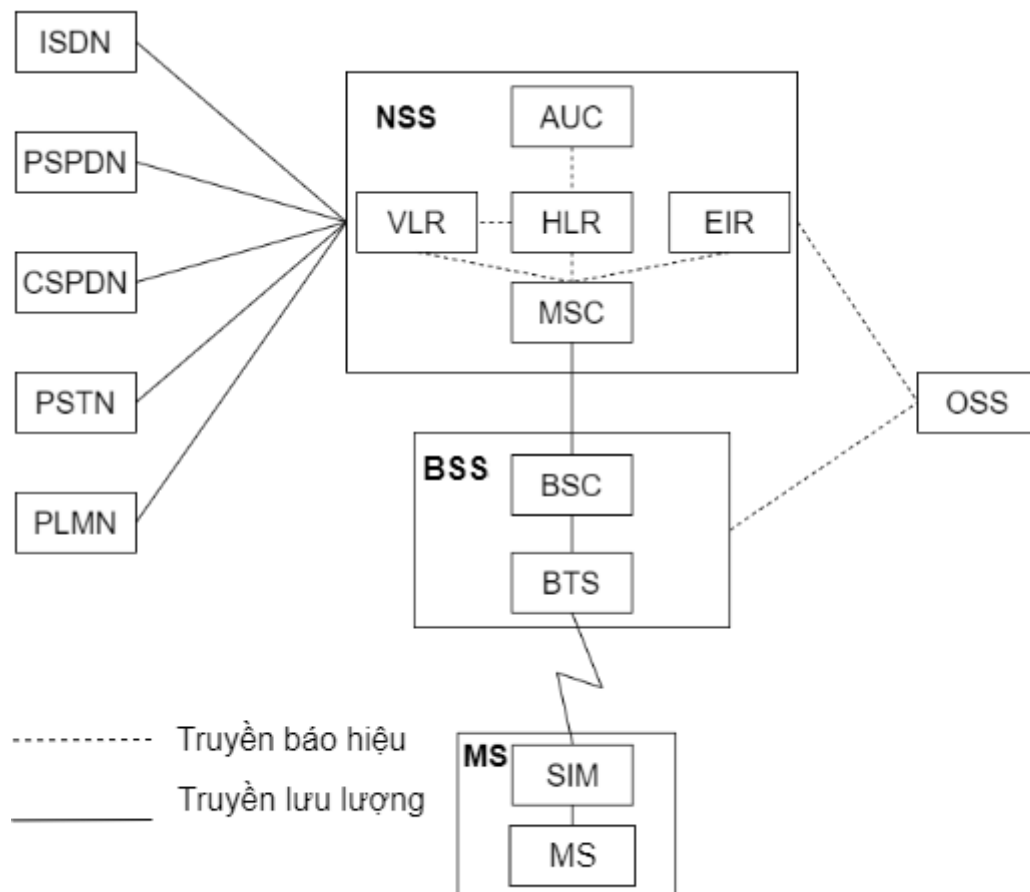 ISDN
NSS
AUC
PSPDN
VLR
HLR
EIR
CSPDN
MSC
PSTN
OSS
BSS
BSC
PLMN
BTS
Truyền báo hiệu
MS
SIM
Truyền lưu lượng
MS